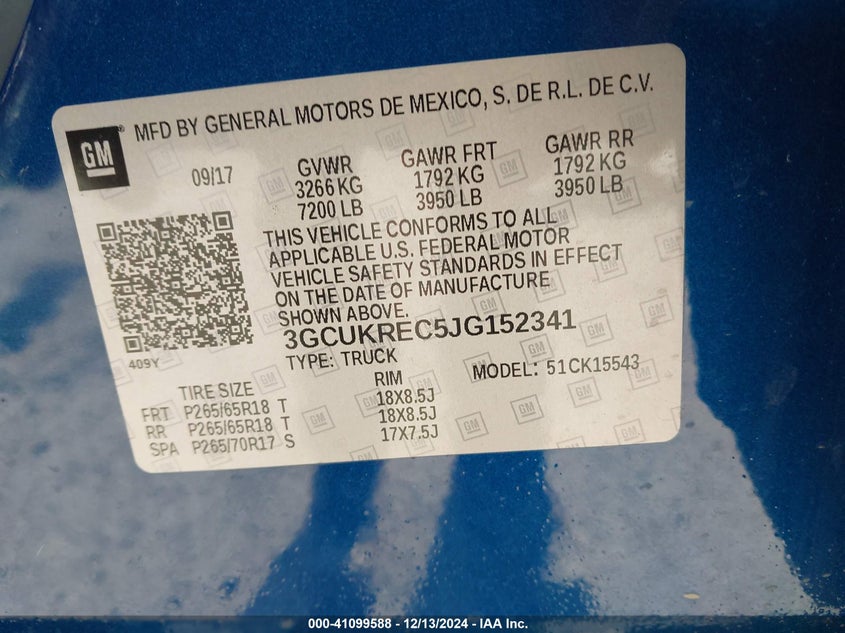 MFD BY GENERAL MOTORS DE MEXICO, S. DE R.L. DE C.V.
GM
09/17
GVWR
3266 KG
7200 LB
GAWR FRT
1792 KG
3950 LB
GAWR RR
1792 KG
3950 LB
THIS VEHICLE CONFORMS TO ALL
APPLICABLE U.S. FEDERAL MOTOR
VEHICLE SAFETY STANDARDS IN EFFECT
ON THE DATE OF MANUFACTURE
SHOWN ABOVE.
409Y
3GCUKREC5JG152341
TYPE: TRUCK
MODEL: 51CK15543
TIRE SIZE RIM
FRT P265/65R18 T 18X8.5J
RR P265/65R18 T 18X8.5J
SPA P265/70R17 S 17X7.5J
000-41099588 - 12/13/2024 - IAA Inc.